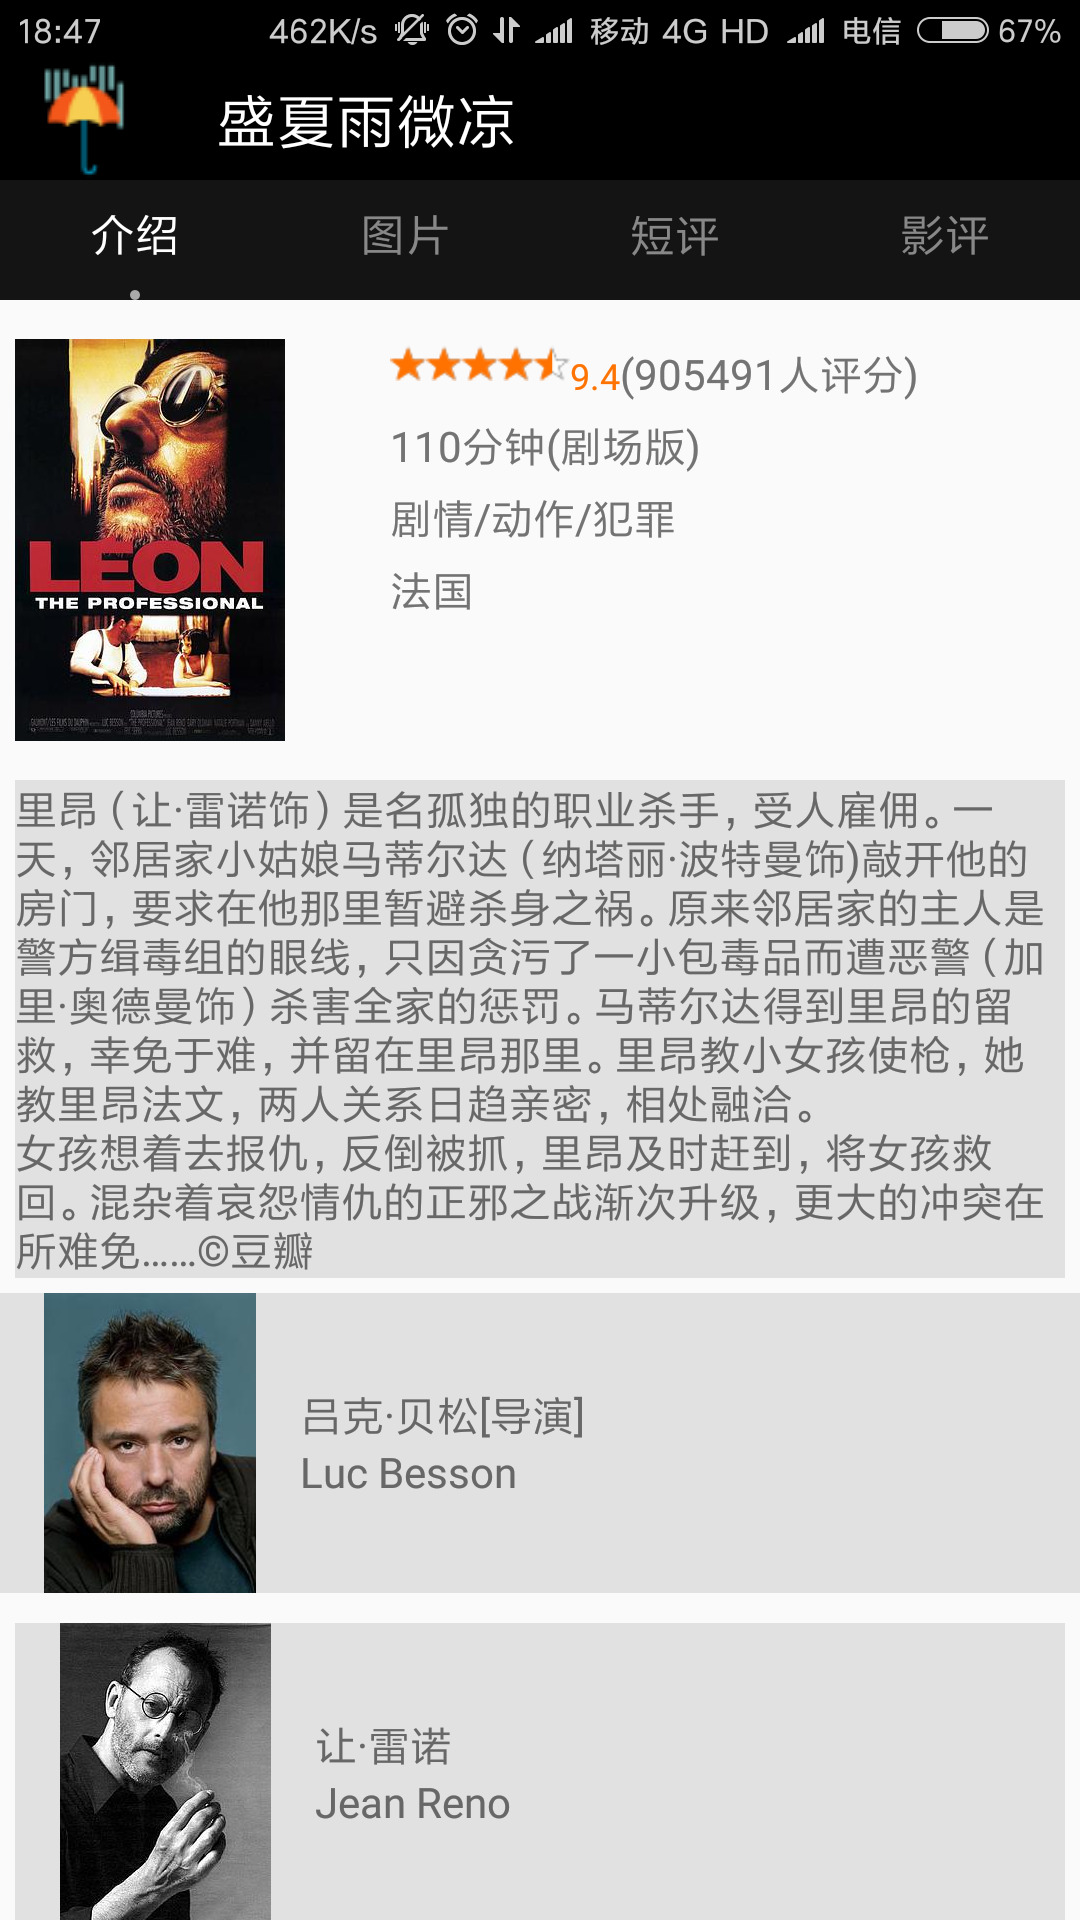 18:47 462K/s 移动 4G HD 电信 67%
盛夏雨微凉
介绍 图片 短评 影评
9.4(905491人评分)
110分钟(剧场版)
剧情/动作/犯罪
法国
LEON
THE PROFESSIONAL
里昂（让·雷诺饰）是名孤独的职业杀手，受人雇佣。一
天，邻居家小姑娘马蒂尔达（纳塔丽·波特曼饰)敲开他的
房门，要求在他那里暂避杀身之祸。原来邻居家的主人是
警方缉毒组的眼线，只因贪污了一小包毒品而遭恶警（加
里·奥德曼饰）杀害全家的惩罚。马蒂尔达得到里昂的留
救，幸免于难，并留在里昂那里。里昂教小女孩使枪，她
教里昂法文，两人关系日趋亲密，相处融洽。
女孩想着去报仇，反倒被抓，里昂及时赶到，将女孩救
回。混杂着哀怨情仇的正邪之战渐次升级，更大的冲突在
所难免……©豆瓣
吕克·贝松[导演]
Luc Besson
让·雷诺
Jean Reno